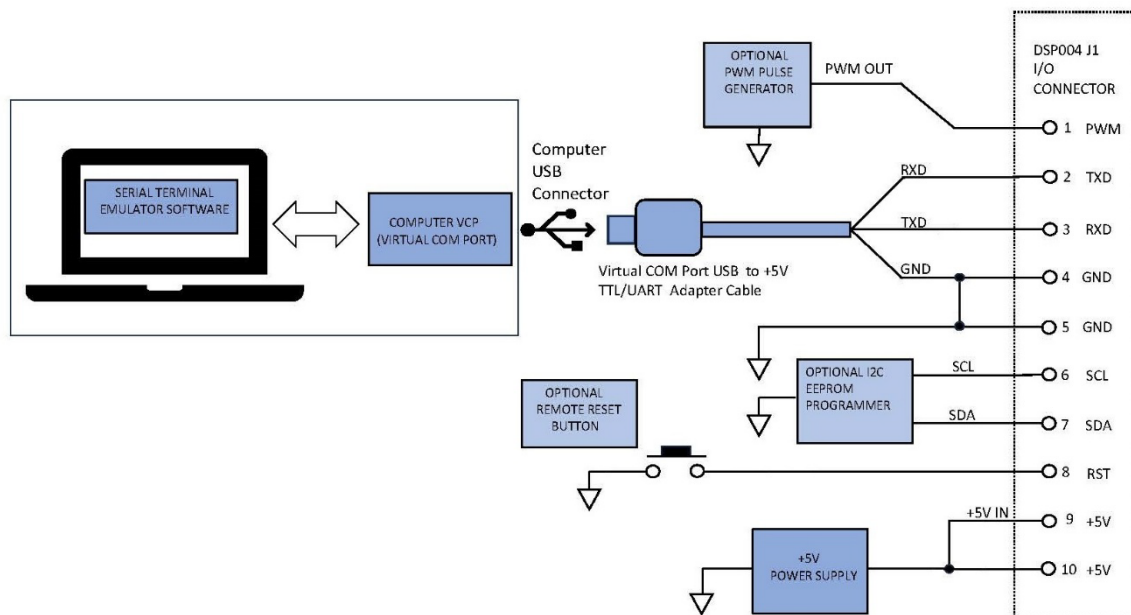 OPTIONAL
PWM PULSE
GENERATOR
PWM OUT
DSP004 J1
I/O
CONNECTOR
1 PWM
SERIAL TERMINAL
EMULATOR SOFTWARE
COMPUTER VCP
(VIRTUAL COM PORT)
Computer
USB
Connector
Virtual COM Port USB to +5V
TTL/UART Adapter Cable
RXD
2 TXD
TXD
3 RXD
GND
4 GND
5 GND
OPTIONAL I2C
EEPROM
PROGRAMMER
SCL
6 SCL
SDA
7 SDA
OPTIONAL
REMOTE RESET
BUTTON
8 RST
+5V IN
9 +5V
+5V
POWER SUPPLY
10 +5V